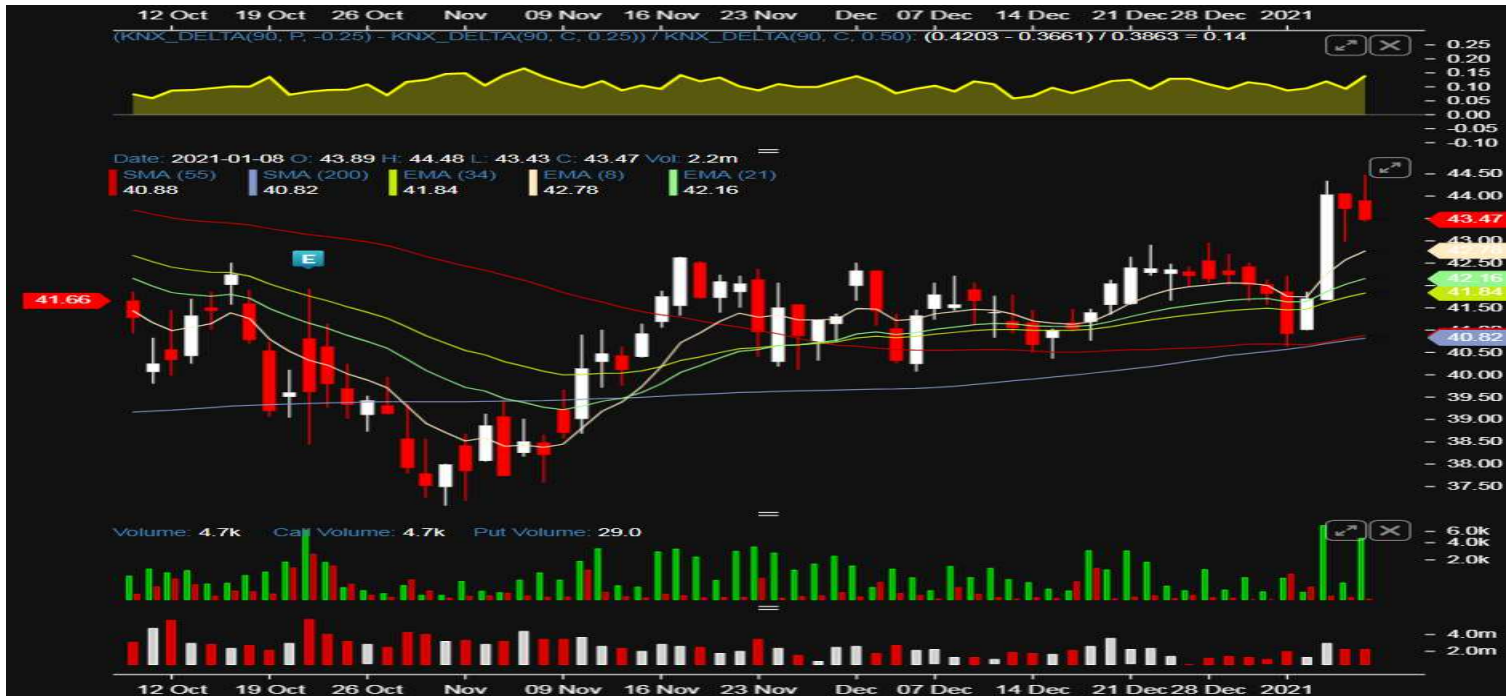 12 Oct 19 Oct 26 Oct Nov 09 Nov 16 Nov 23 Nov Dec 07 Dec 14 Dec 21 Dec 28 Dec 2021
(KNX_DELTA(90, P, -0.25) - KNX_DELTA(90, C, 0.25)) / KNX_DELTA(90, C, 0.50): (0.4203 - 0.3661) / 0.3863 = 0.14
0.25
0.20
0.15
0.10
0.05
0.00
-0.05
-0.10
Date: 2021-01-08 O: 43.89 H: 44.48 L: 43.43 C: 43.47 Vol: 2.2m
SMA (55) SMA (200) EMA (34) EMA (8) EMA (21)
40.88 40.82 41.84 42.78 42.16
44.50
44.00
43.47
43.00
42.78
42.50
42.16
41.84
41.50
40.82
40.50
40.00
39.50
39.00
38.50
38.00
37.50
E
41.66
Volume: 4.7k Call Volume: 4.7k Put Volume: 29.0
6.0k
4.0k
2.0k
4.0m
2.0m
12 Oct 19 Oct 26 Oct Nov 09 Nov 16 Nov 23 Nov Dec 07 Dec 14 Dec 21 Dec 28 Dec 2021